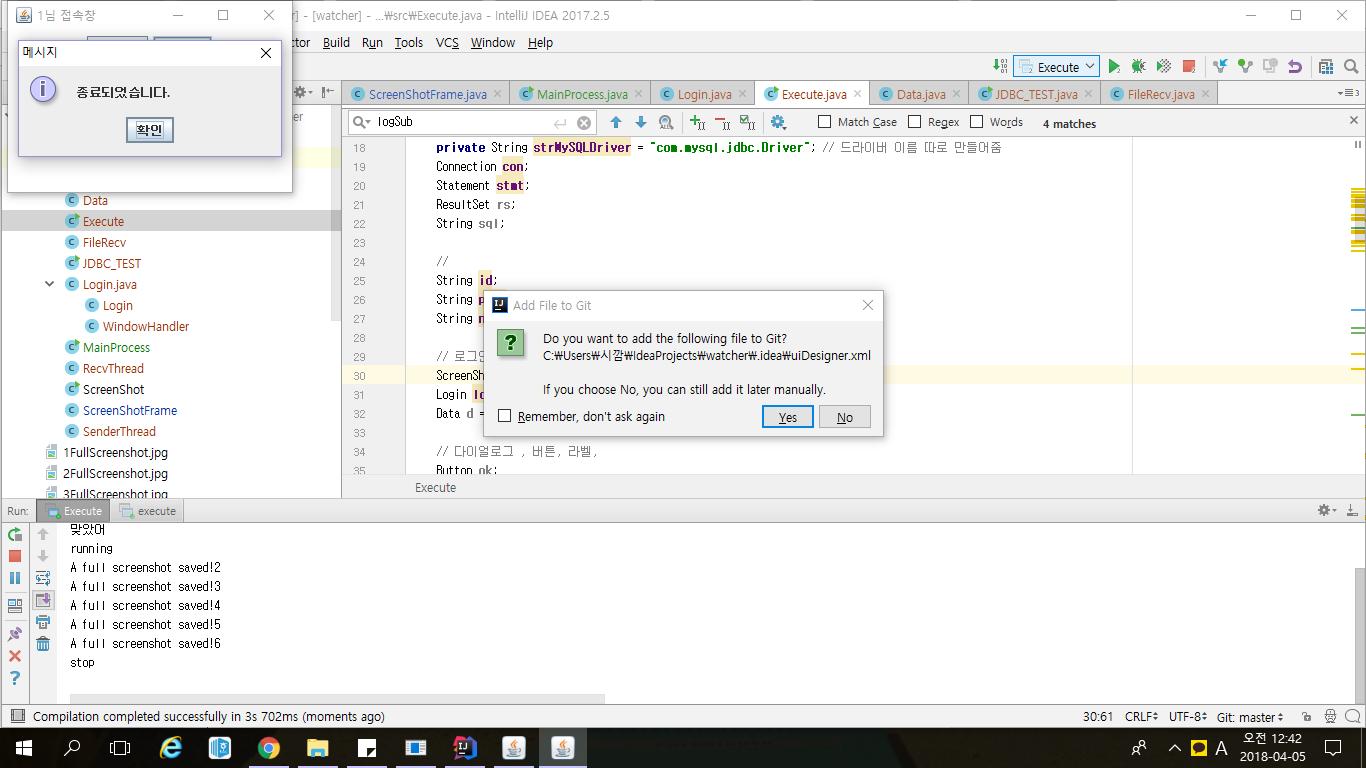 1님 접속창
] - [watcher] - ...₩src₩Execute.java - IntelliJ IDEA 2017.2.5
Build Run Tools VCS Window Help
메시지
종료되었습니다.
확인
Execute
ScreenShotFrame.java
MainProcess.java
Login.java
Execute.java
Data.java
JDBC_TEST.java
FileRecv.java
logSub
Match Case
Regex
Words
4 matches
Data
Execute
FileRecv
JDBC_TEST
Login.java
Login
WindowHandler
MainProcess
RecvThread
ScreenShot
ScreenShotFrame
SenderThread
1FullScreenshot.jpg
2FullScreenshot.jpg
3FullScreenshot.jpg
18 private String strMySQLDriver = "com.mysql.jdbc.Driver"; // 드라이버 이름 따로 만들어줌
19 Connection con;
20 Statement stmt;
21 ResultSet rs;
22 String sql;
23
24 //
25 String id;
26 String p
27 String n
28
29 // 로그인
30 ScreenSh
31 Login lo
32 Data d =
33
34 // 다이얼로그 , 버튼, 라벨,
35 Button ok;
Execute
Add File to Git
Do you want to add the following file to Git?
C:₩Users₩시깜₩IdeaProjects₩watcher₩.idea₩uiDesigner.xml
If you choose No, you can still add it later manually.
Remember, don't ask again
Yes
No
Run: Execute execute
맞았어
running
A full screenshot saved!2
A full screenshot saved!3
A full screenshot saved!4
A full screenshot saved!5
A full screenshot saved!6
stop
Compilation completed successfully in 3s 702ms (moments ago)
30:61 CRLF UTF-8 Git: master
A
오전 12:42
2018-04-05